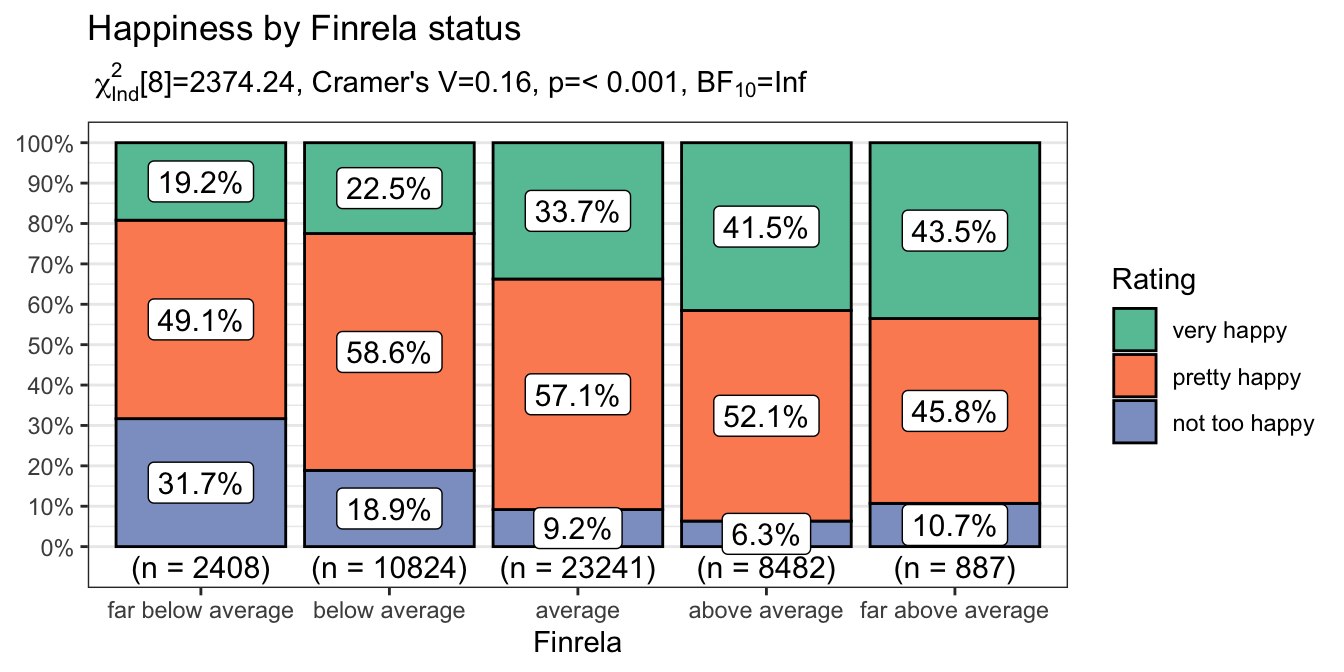 Happiness by Finrela status
χ²Ind[8]=2374.24, Cramer's V=0.16, p=< 0.001, BF₁₀=Inf
100%
90%
80%
70%
60%
50%
40%
30%
20%
10%
0%
19.2% 22.5% 33.7% 41.5% 43.5%
49.1% 58.6% 57.1% 52.1% 45.8%
31.7% 18.9% 9.2% 6.3% 10.7%
(n = 2408) (n = 10824) (n = 23241) (n = 8482) (n = 887)
far below average below average average above average far above average
Finrela
Rating
very happy
pretty happy
not too happy